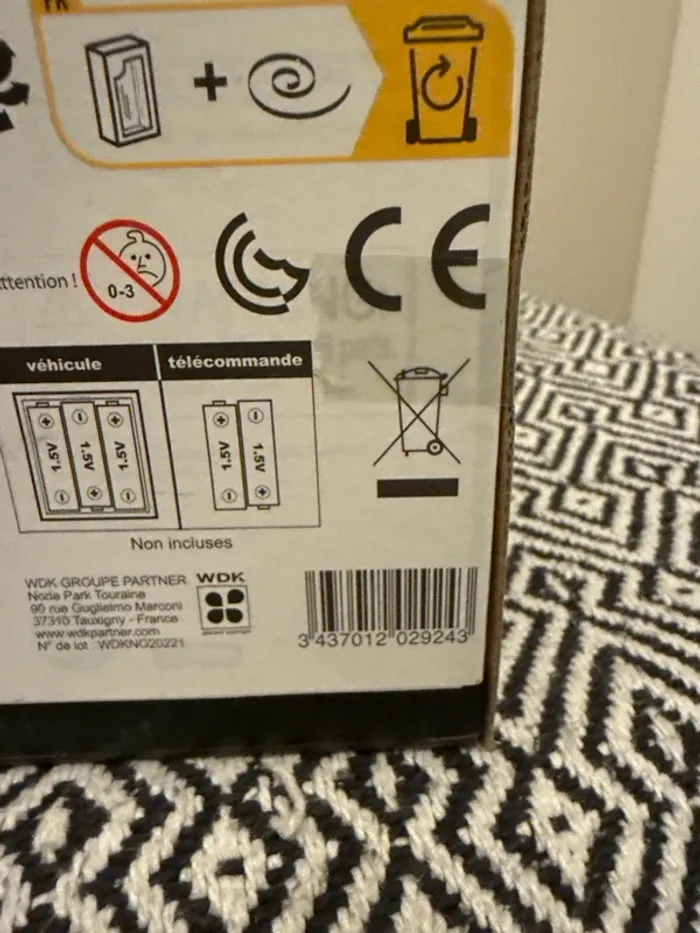 FR
+
ttention !
0-3
CE
véhicule
télécommande
1.5V 1.5V 1.5V
1.5V 1.5V
Non incluses
WDK GROUPE PARTNER
Node Park Touraine
90 rue Guglielmo Marconi
37310 Tauxigny - France
www.wdkpartner.com
N° de lot : WDKNO20221
WDK
3 437012 029243